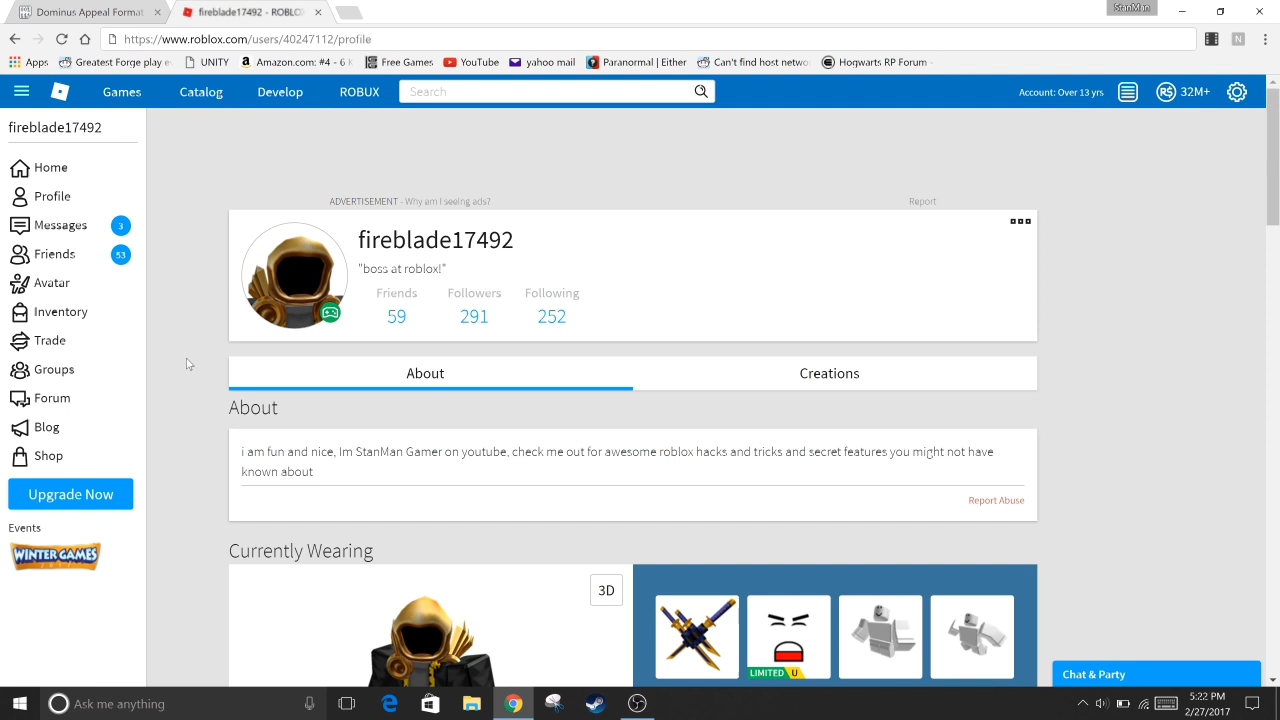 Dominus Appeal Format
fireblade17492 - ROBLO
StanMan
https://www.roblox.com/users/40247112/profile
Apps
Greatest Forge play e
UNITY
Amazon.com: #4 - 6
Free Games
YouTube
yahoo mail
Paranormal | Either
Can't find host netwo
Hogwarts RP Forum -
Games
Catalog
Develop
ROBUX
Search
Account: Over 13 yrs
R$
32M+
fireblade17492
Home
Profile
Messages
3
Friends
53
Avatar
Inventory
Trade
Groups
Forum
Blog
Shop
Upgrade Now
Events
WINTER GAMES
ADVERTISEMENT - Why am I seeing ads?
Report
fireblade17492
"boss at roblox!"
Friends
Followers
Following
59
291
252
About
Creations
About
i am fun and nice, Im StanMan Gamer on youtube, check me out for awesome roblox hacks and tricks and secret features you might not have
known about
Report Abuse
Currently Wearing
3D
LIMITED U
Chat & Party
Ask me anything
5:22 PM
2/27/2017